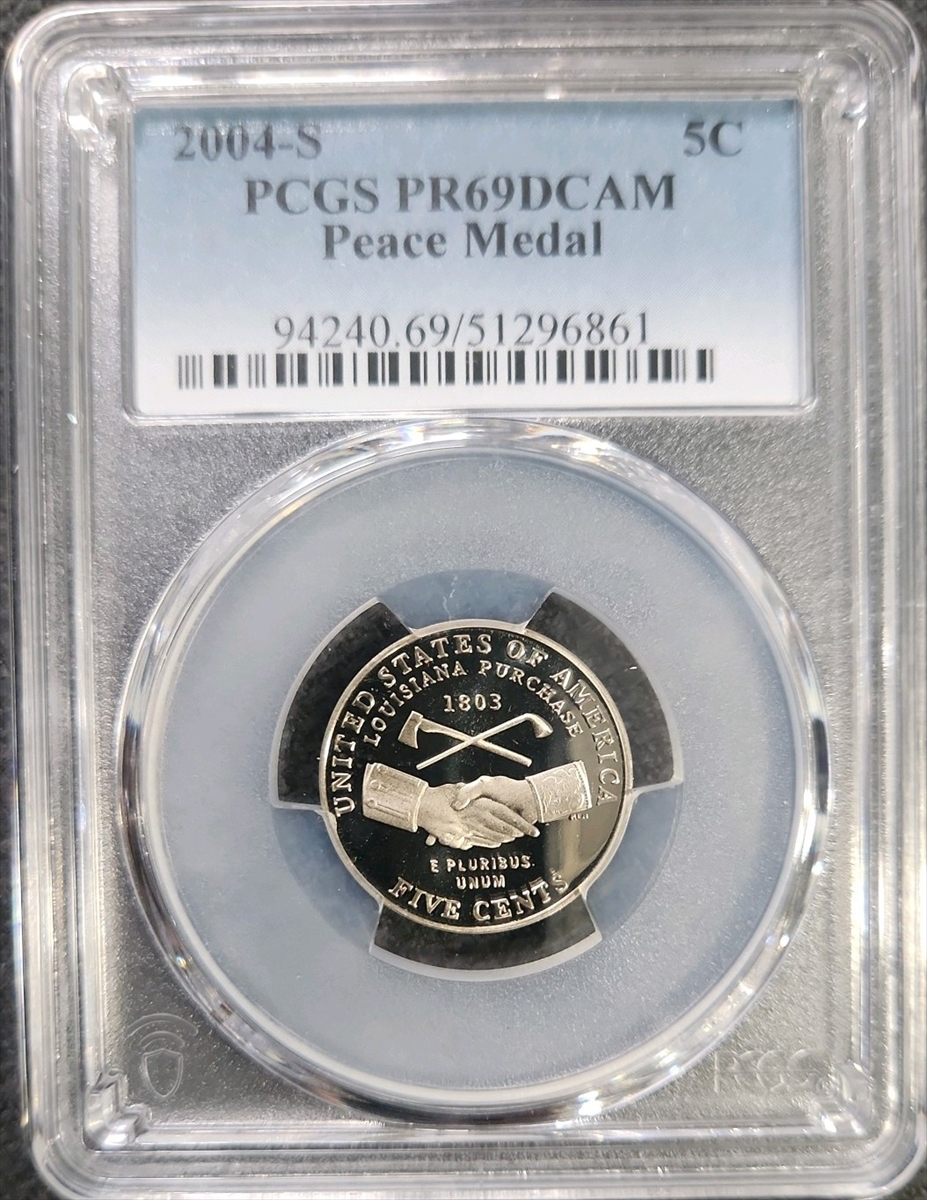 2004-S 5C
PCGS PR69DCAM
Peace Medal
94240.69/51296861
UNITED STATES OF AMERICA
LOUISIANA PURCHASE
1803
E PLURIBUS
UNUM
FIVE CENTS
PCGS